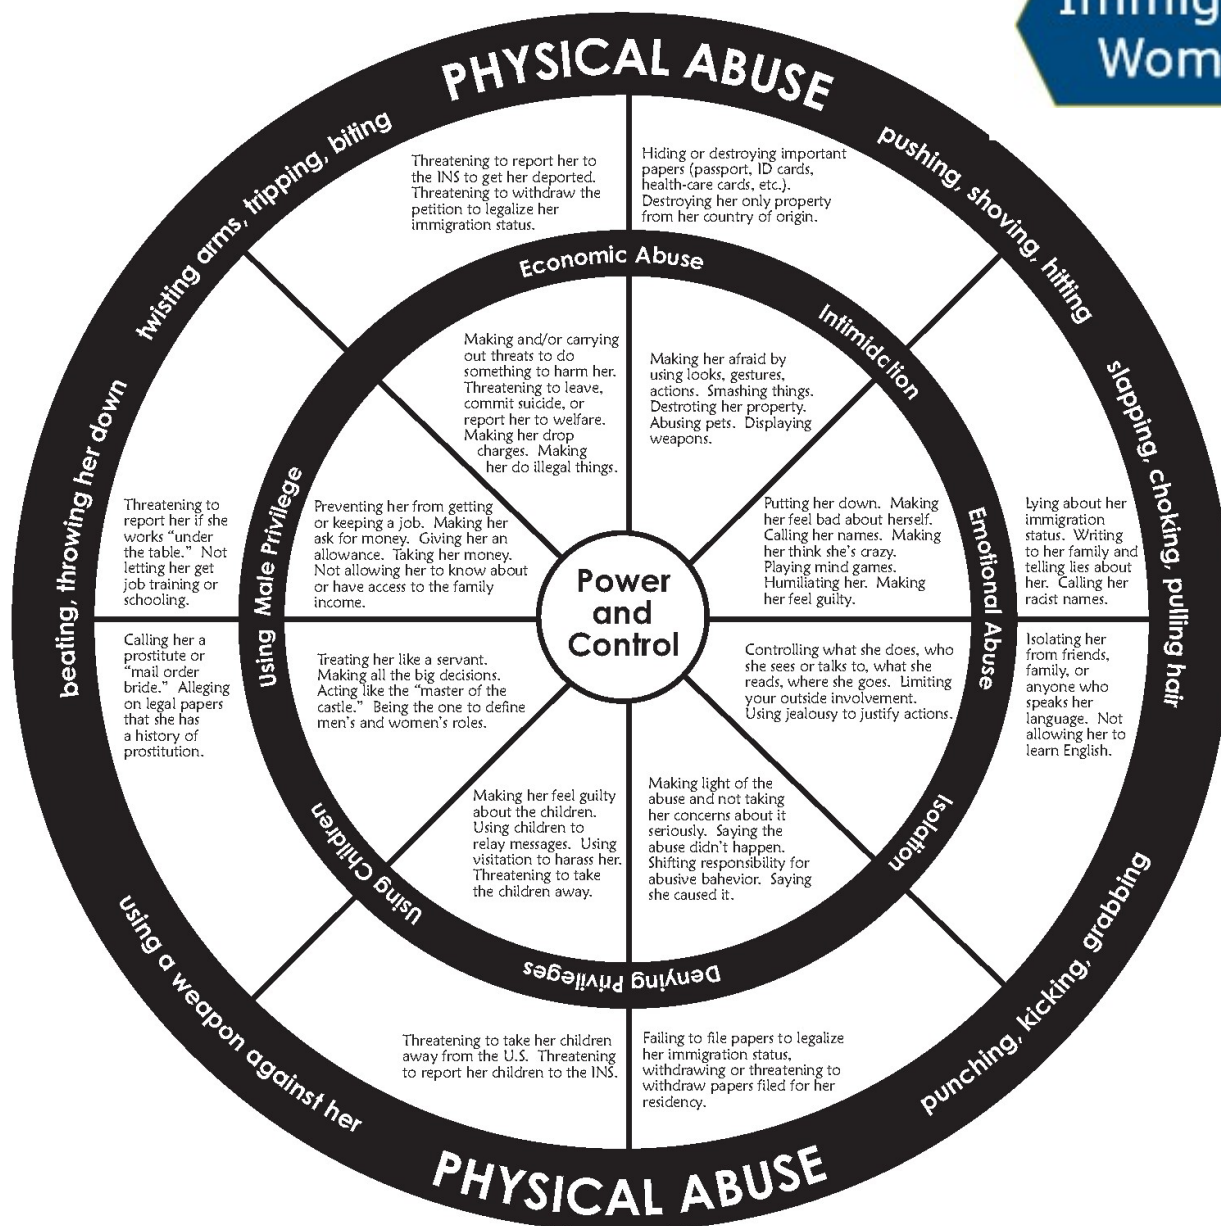 Immig
Wom
PHYSICAL ABUSE
twisting arms, tripping, biting
pushing, shoving, hitting
beating, throwing her down
slapping, choking, pulling hair
using a weapon against her
punching, kicking, grabbing
PHYSICAL ABUSE
Threatening to report her to
the INS to get her deported.
Threatening to withdraw the
petition to legalize her
immigration status.
Hiding or destroying important
papers (passport, ID cards,
health-care cards, etc.).
Destroying her only property
from her country of origin.
Economic Abuse
Intimidction
Emotional Abuse
Isolation
Denying Privileges
Using Children
Using Male Privilege
Making and/or carrying
out threats to do
something to harm her.
Threatening to leave,
commit suicide, or
report her to welfare.
Making her drop
charges. Making
her do illegal things.
Making her afraid by
using looks, gestures,
actions. Smashing things.
Destroting her property.
Abusing pets. Displaying
weapons.
Threatening to
report her if she
works “under
the table.” Not
letting her get
job training or
schooling.
Preventing her from getting
or keeping a job. Making her
ask for money. Giving her an
allowance. Taking her money.
Not allowing her to know about
or have access to the family
income.
Power
and
Control
Putting her down. Making
her feel bad about herself.
Calling her names. Making
her think she’s crazy.
Playing mind games.
Humiliating her. Making
her feel guilty.
Lying about her
immigration
status. Writing
to her family and
telling lies about
her. Calling her
racist names.
Calling her a
prostitute or
“mail order
bride.” Alleging
on legal papers
that she has
a history of
prostitution.
Treating her like a servant.
Making all the big decisions.
Acting like the “master of the
castle.” Being the one to define
men’s and women’s roles.
Controlling what she does, who
she sees or talks to, what she
reads, where she goes. Limiting
your outside involvement.
Using jealousy to justify actions.
Isolating her
from friends,
family, or
anyone who
speaks her
language. Not
allowing her to
learn English.
Making her feel guilty
about the children.
Using children to
relay messages. Using
visitation to harass her.
Threatening to take
the children away.
Making light of the
abuse and not taking
her concerns about it
seriously. Saying the
abuse didn’t happen.
Shifting responsibility for
abusive bahevior. Saying
she caused it.
Threatening to take her children
away from the U.S. Threatening
to report her children to the INS.
Failing to file papers to legalize
her immigration status,
withdrawing or threatening to
withdraw papers filed for her
residency.